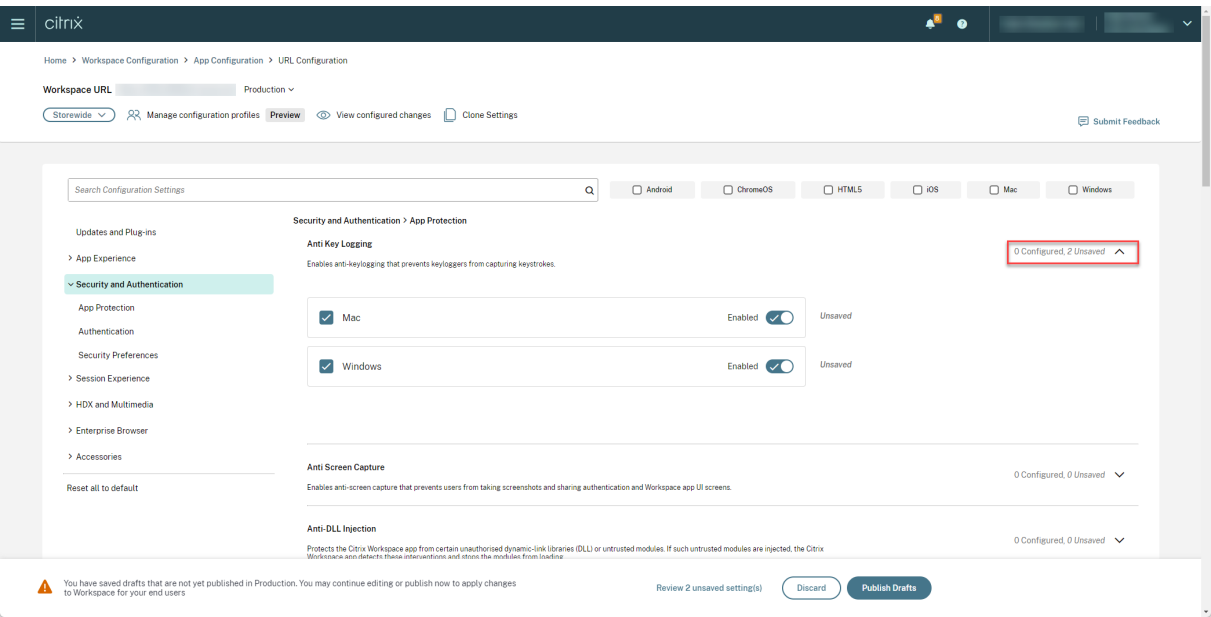 citrix
8
?
Home > Workspace Configuration > App Configuration > URL Configuration
Workspace URL Production
Storewide Manage configuration profiles Preview View configured changes Clone Settings
Submit Feedback
Search Configuration Settings
Android ChromeOS HTML5 iOS Mac Windows
Updates and Plug-ins
App Experience
Security and Authentication
App Protection
Authentication
Security Preferences
Session Experience
HDX and Multimedia
Enterprise Browser
Accessories
Reset all to default
Security and Authentication > App Protection
Anti Key Logging
Enables anti-keylogging that prevents keyloggers from capturing keystrokes.
0 Configured, 2 Unsaved
Mac Enabled Unsaved
Windows Enabled Unsaved
Anti Screen Capture
Enables anti-screen capture that prevents users from taking screenshots and sharing authentication and Workspace app UI screens.
0 Configured, 0 Unsaved
Anti-DLL Injection
Protects the Citrix Workspace app from certain unauthorised dynamic-link libraries (DLL) or untrusted modules. If such untrusted modules are injected, the Citrix
Workspace app detects these interventions and stops the modules from loading.
0 Configured, 0 Unsaved
You have saved drafts that are not yet published in Production. You may continue editing or publish now to apply changes
to Workspace for your end users
Review 2 unsaved setting(s) Discard Publish Drafts